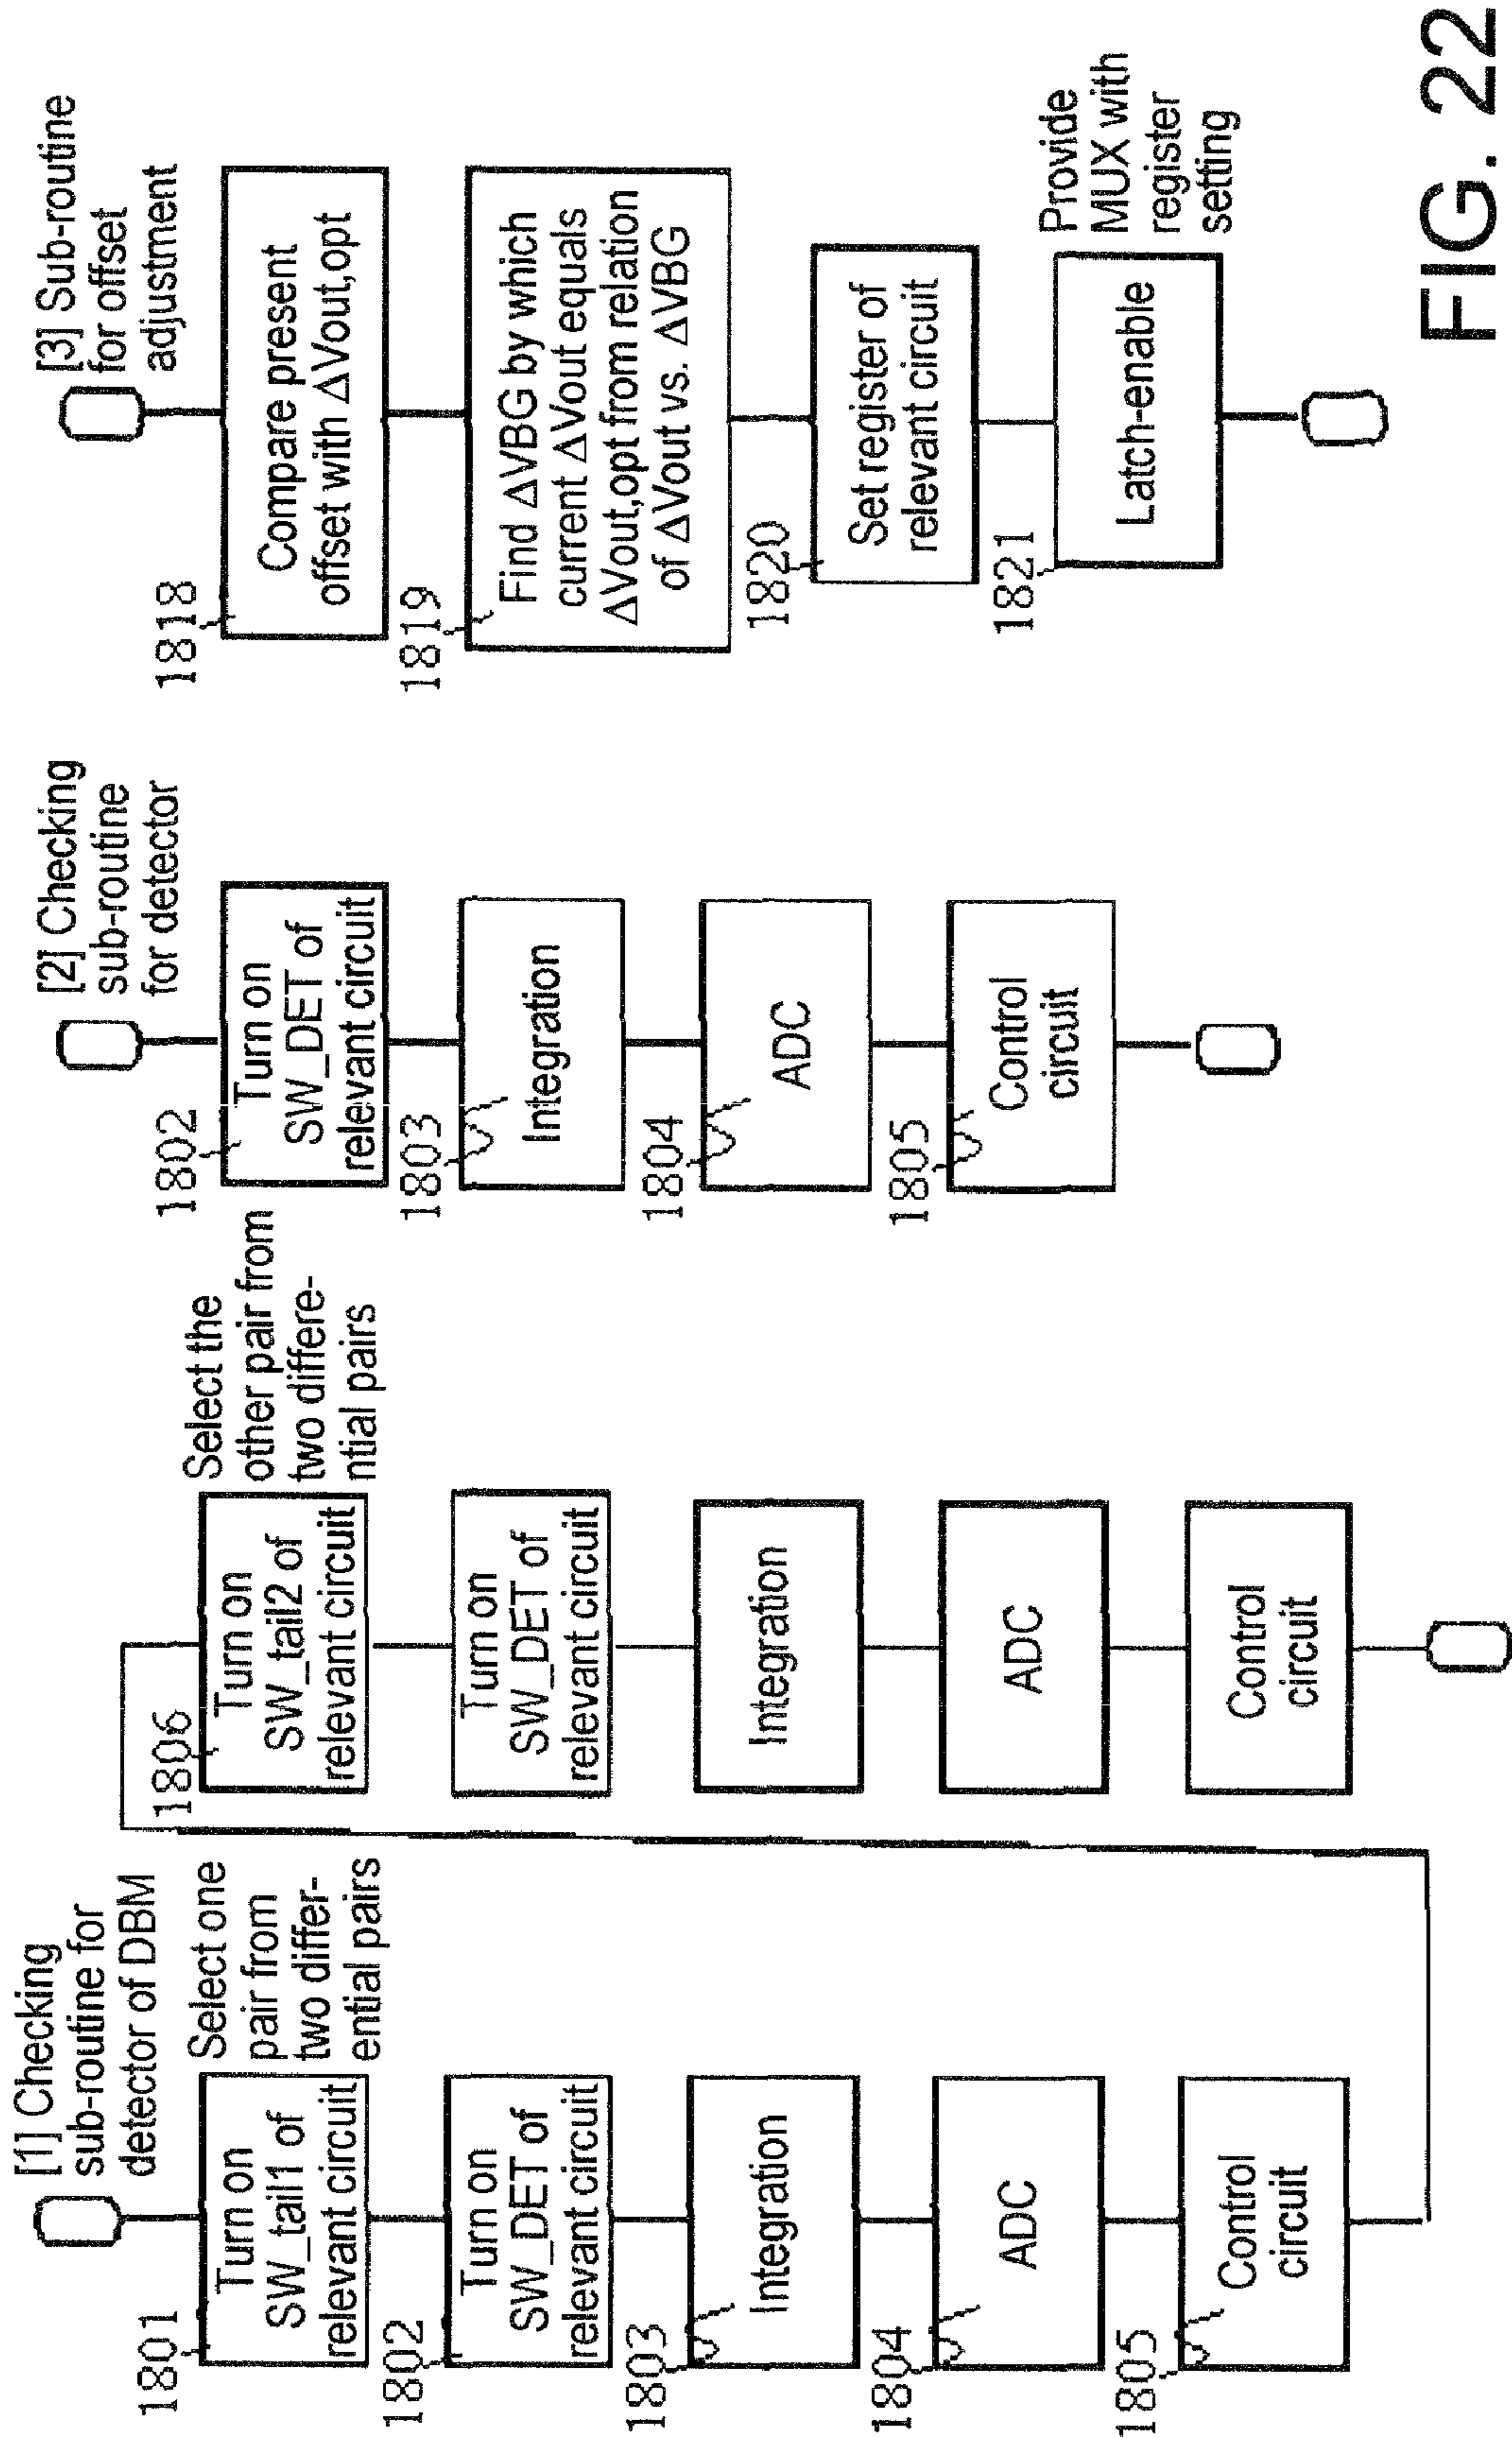 [1] Checking
sub-routine for
detector of DBM
Select one
pair from
two differ-
ential pairs
1801
Turn on
SW_tail1 of
relevant circuit
1802
Turn on
SW_DET of
relevant circuit
1803
Integration
1804
ADC
1805
Control
circuit
Select the
other pair from
two differe-
ntial pairs
1806
Turn on
SW_tail2 of
relevant circuit
Turn on
SW_DET of
relevant circuit
Integration
ADC
Control
circuit
[2] Checking
sub-routine
for detector
1802
Turn on
SW_DET of
relevant circuit
1803
Integration
1804
ADC
1805
Control
circuit
[3] Sub-routine
for offset
adjustment
1818
Compare present
offset with ΔVout,opt
1819
Find ΔVBG by which
current ΔVout equals
ΔVout,opt from relation
of ΔVout vs. ΔVBG
1820
Set register of
relevant circuit
1821
Latch-enable
Provide
MUX with
register
setting
FIG. 22